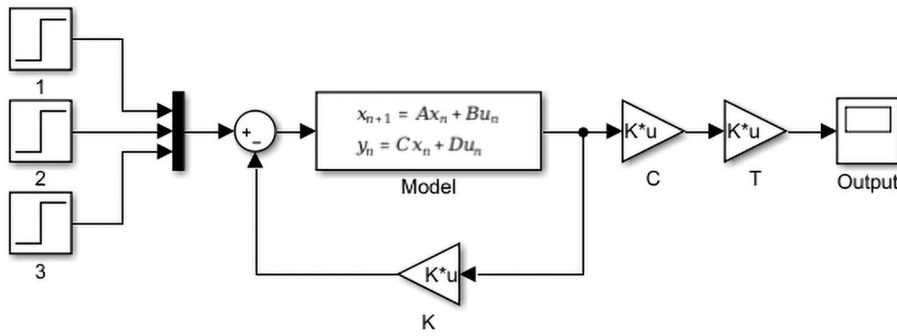 1
2
3
+
−
xₙ₊₁ = Axₙ + Buₙ
yₙ = Cxₙ + Duₙ
Model
K*u
C
K*u
T
Output
K*u
K